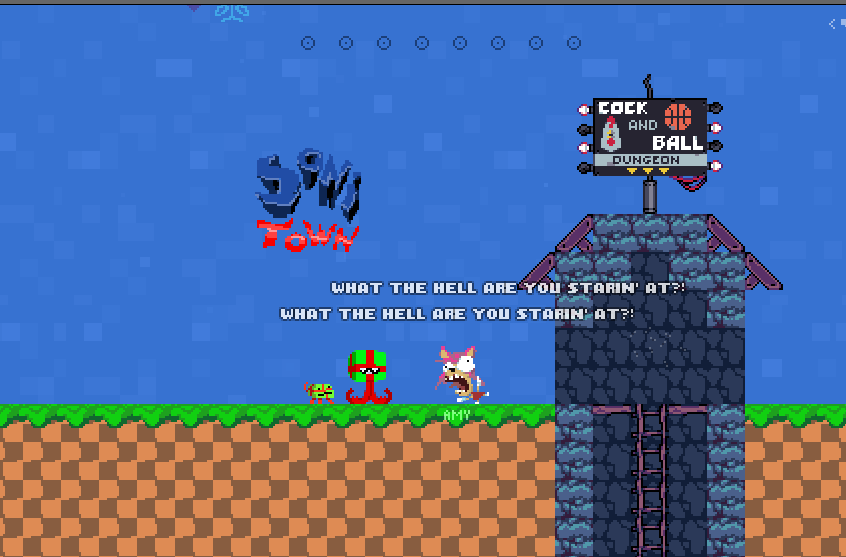 COCK
AND
BALL
DUNGEON
SAWS
TOWN
WHAT THE HELL ARE YOU STARIN' AT?!
WHAT THE HELL ARE YOU STARIN' AT?!
AMY